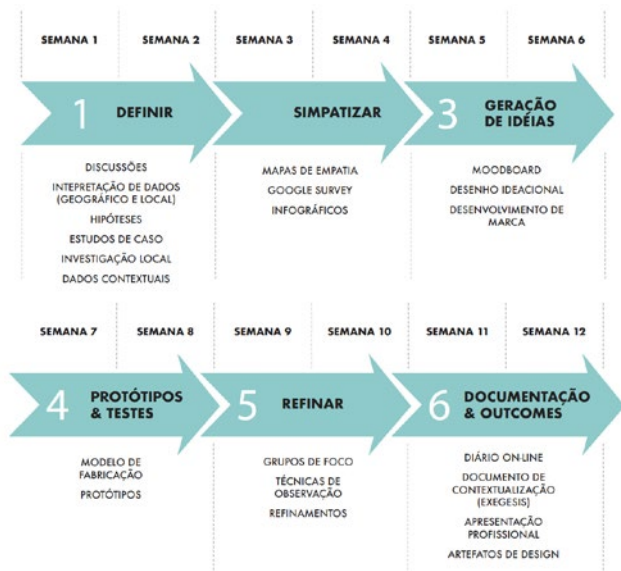 SEMANA 1 SEMANA 2 SEMANA 3 SEMANA 4 SEMANA 5 SEMANA 6
1 DEFINIR
SIMPATIZAR
3 GERAÇÃO
DE IDÉIAS
DISCUSSÕES
INTEPRETAÇÃO DE DADOS
(GEOGRÁFICO E LOCAL)
HIPÓTESES
ESTUDOS DE CASO
INVESTIGAÇÃO LOCAL
DADOS CONTEXTUAIS
MAPAS DE EMPATIA
GOOGLE SURVEY
INFOGRÁFICOS
MOODBOARD
DESENHO IDEACIONAL
DESENVOLVIMENTO DE
MARCA
SEMANA 7 SEMANA 8 SEMANA 9 SEMANA 10 SEMANA 11 SEMANA 12
4 PROTÓTIPOS
& TESTES
5 REFINAR
6 DOCUMENTAÇÃO
& OUTCOMES
MODELO DE
FABRICAÇÃO
PROTÓTIPOS
GRUPOS DE FOCO
TÉCNICAS DE
OBSERVAÇÃO
REFINAMENTOS
DIÁRIO ON-LINE
DOCUMENTO DE
CONTEXTUALIZAÇÃO
(EXEGESIS)
APRESENTAÇÃO
PROFISSIONAL
ARTEFATOS DE DESIGN